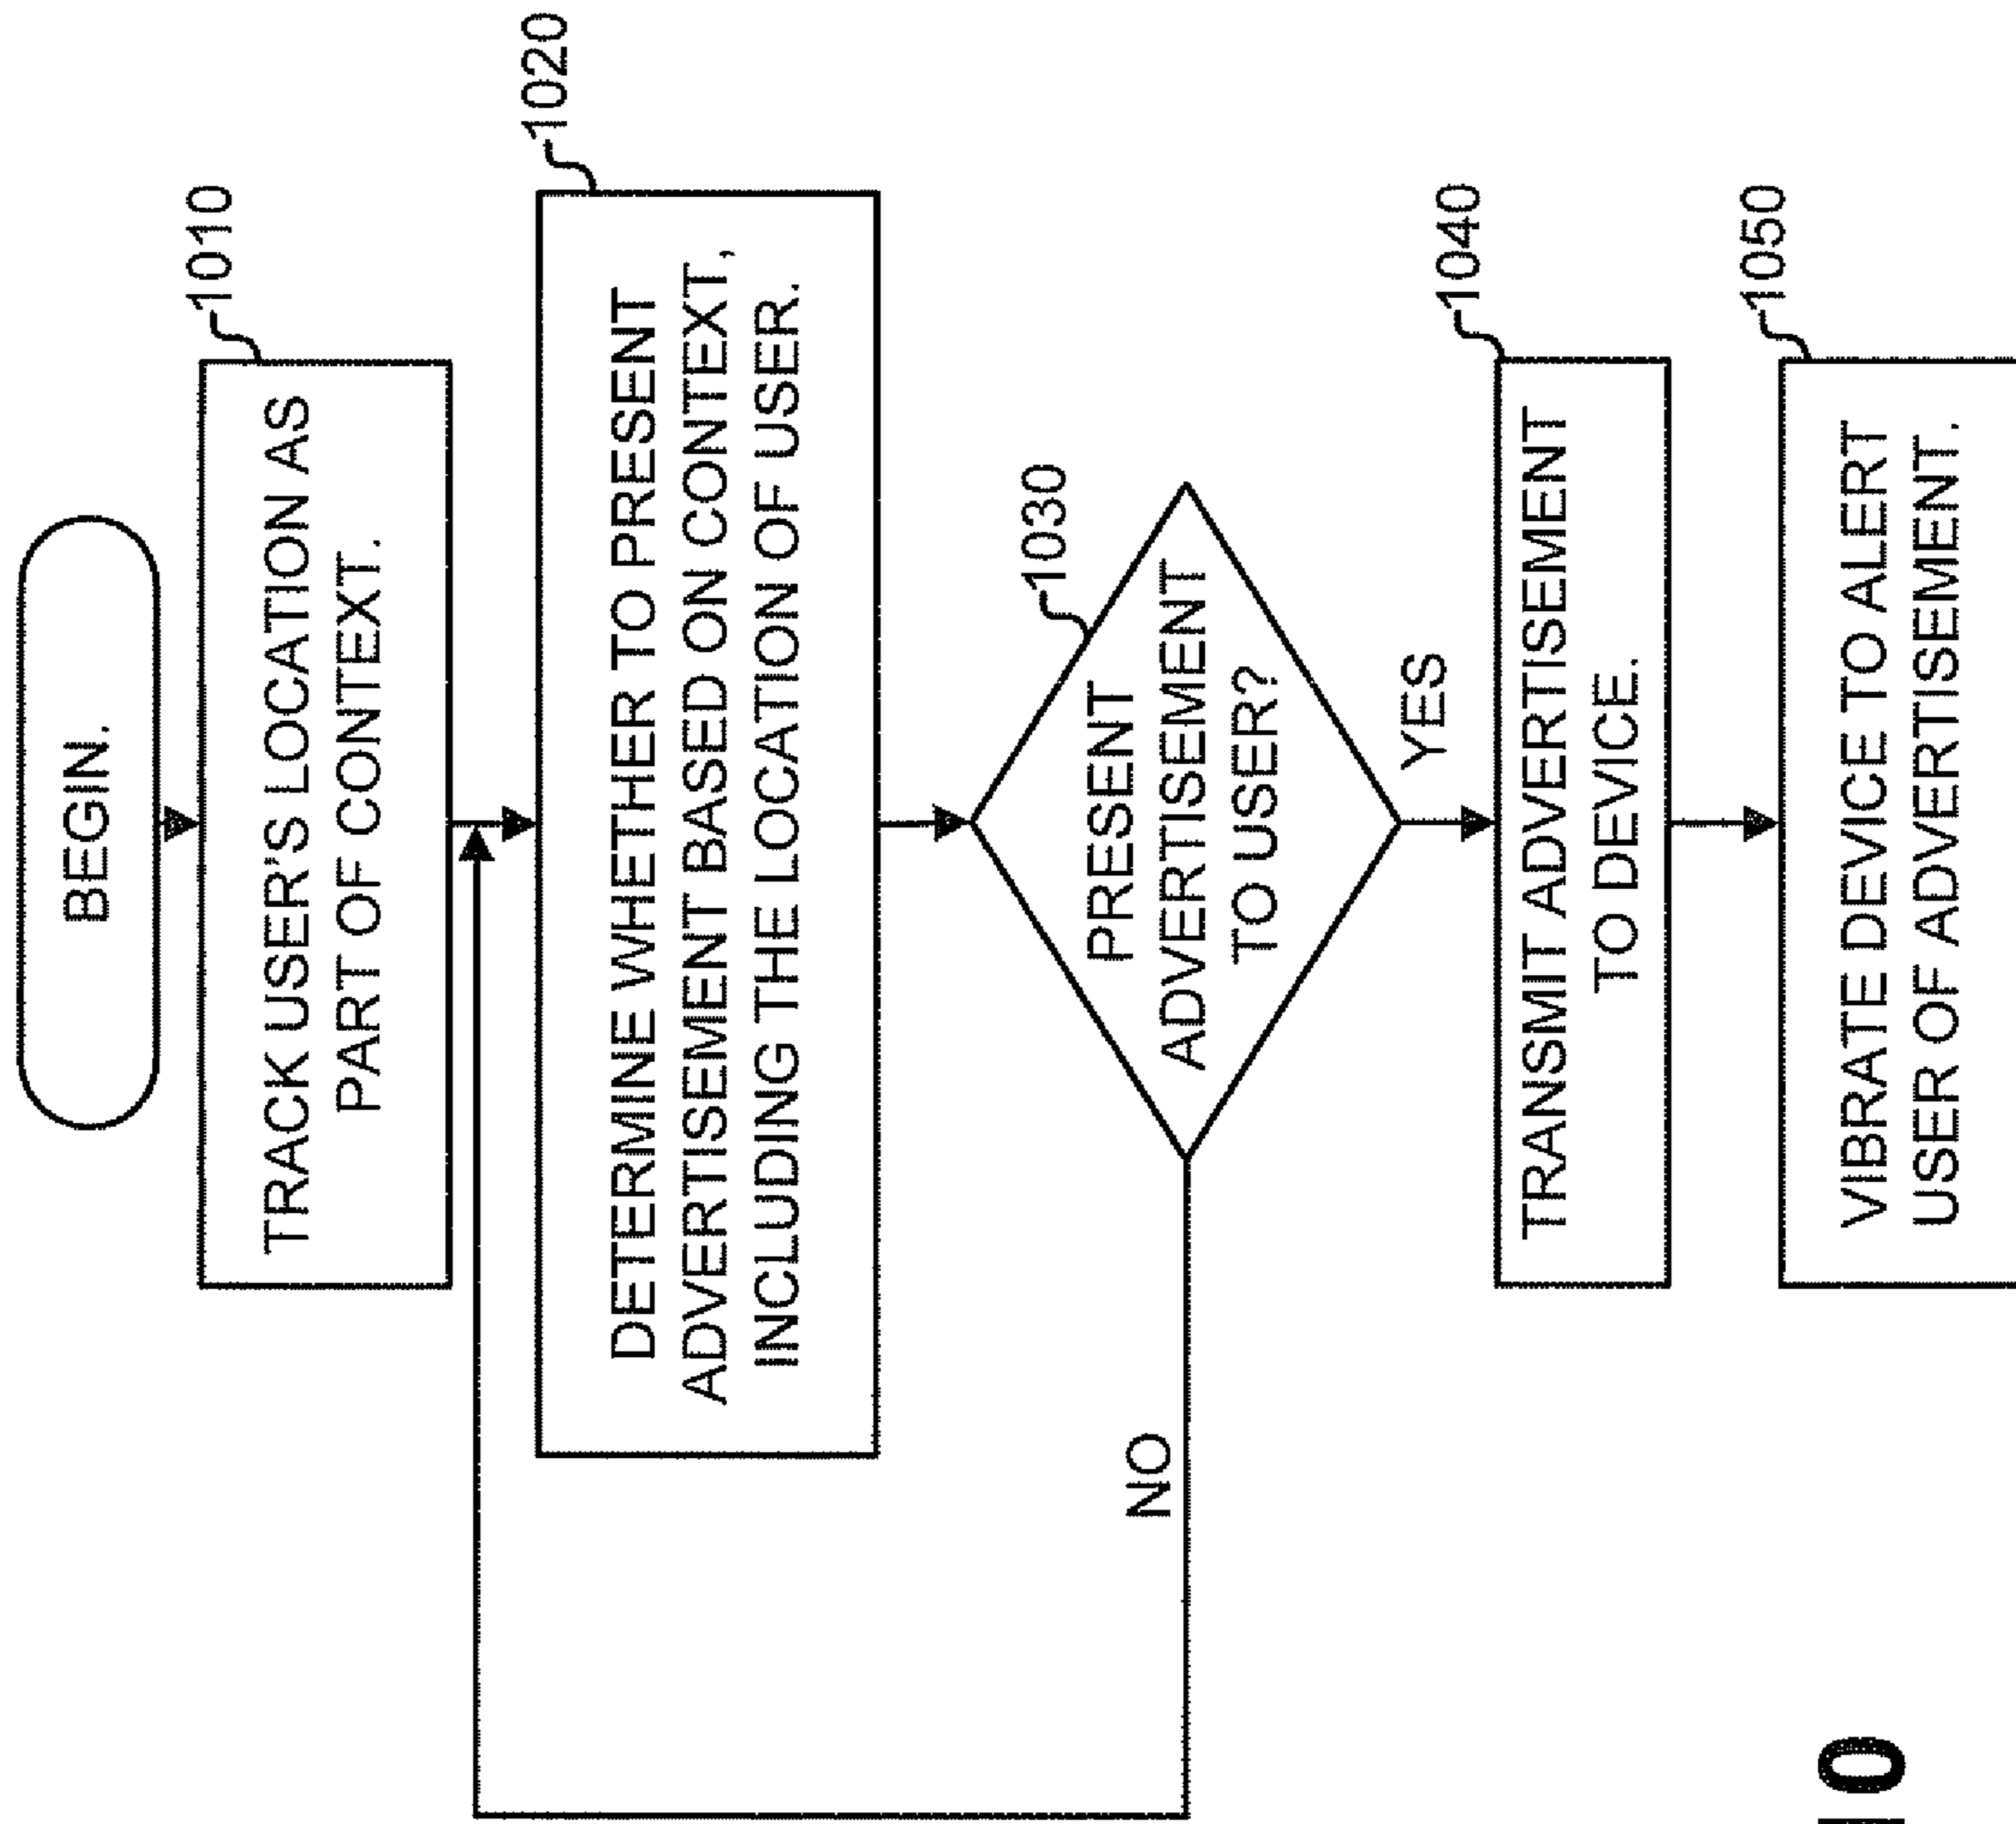 BEGIN.
1010
TRACK USER'S LOCATION AS
PART OF CONTEXT.
1020
DETERMINE WHETHER TO PRESENT
ADVERTISEMENT BASED ON CONTEXT,
INCLUDING THE LOCATION OF USER.
1030
PRESENT
ADVERTISEMENT
TO USER?
NO
YES
1040
TRANSMIT ADVERTISEMENT
TO DEVICE.
1050
VIBRATE DEVICE TO ALERT
USER OF ADVERTISEMENT.